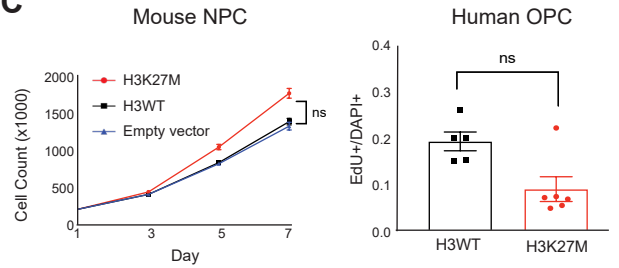 C
Mouse NPC
Cell Count (x1000)
2000
1500
1000
500
0
H3K27M
H3WT
Empty vector
ns
1 3 5 7
Day
Human OPC
EdU+/DAPI+
0.4
0.3
0.2
0.1
0.0
ns
H3WT H3K27M